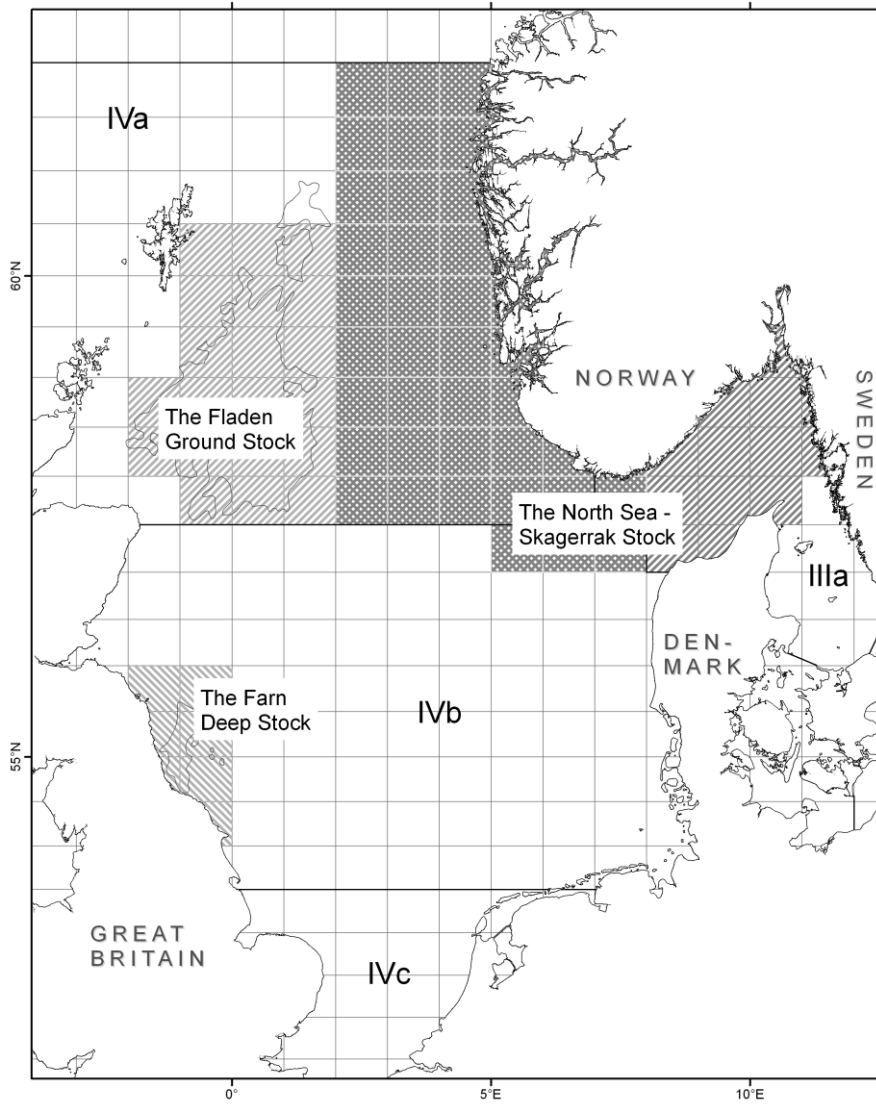 IVa
60°N
NORWAY
SWEDEN
The Fladen
Ground Stock
The North Sea -
Skagerrak Stock
IIIa
DEN-
MARK
The Farn
Deep Stock
IVb
55°N
GREAT
BRITAIN
IVc
0°
5°E
10°E